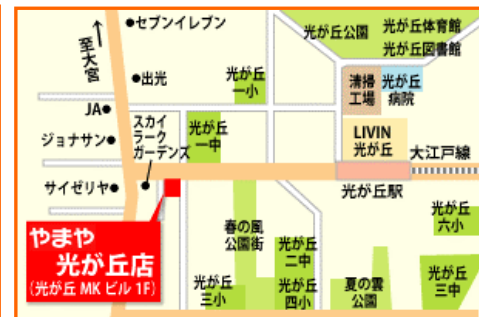 セブンイレブン
至大宮
光が丘公園
光が丘体育館
光が丘図書館
出光
光が丘
一小
清掃
工場
光が丘
病院
JA
スカイ
ラーク
ガーデンズ
光が丘
一中
ジョナサン
LIVIN
光が丘
大江戸線
サイゼリヤ
光が丘駅
やまや
光が丘店
(光が丘 MK ビル 1F)
春の風
公園街
光が丘
二中
光が丘
六小
光が丘
三小
光が丘
四小
夏の雲
公園
光が丘
三中